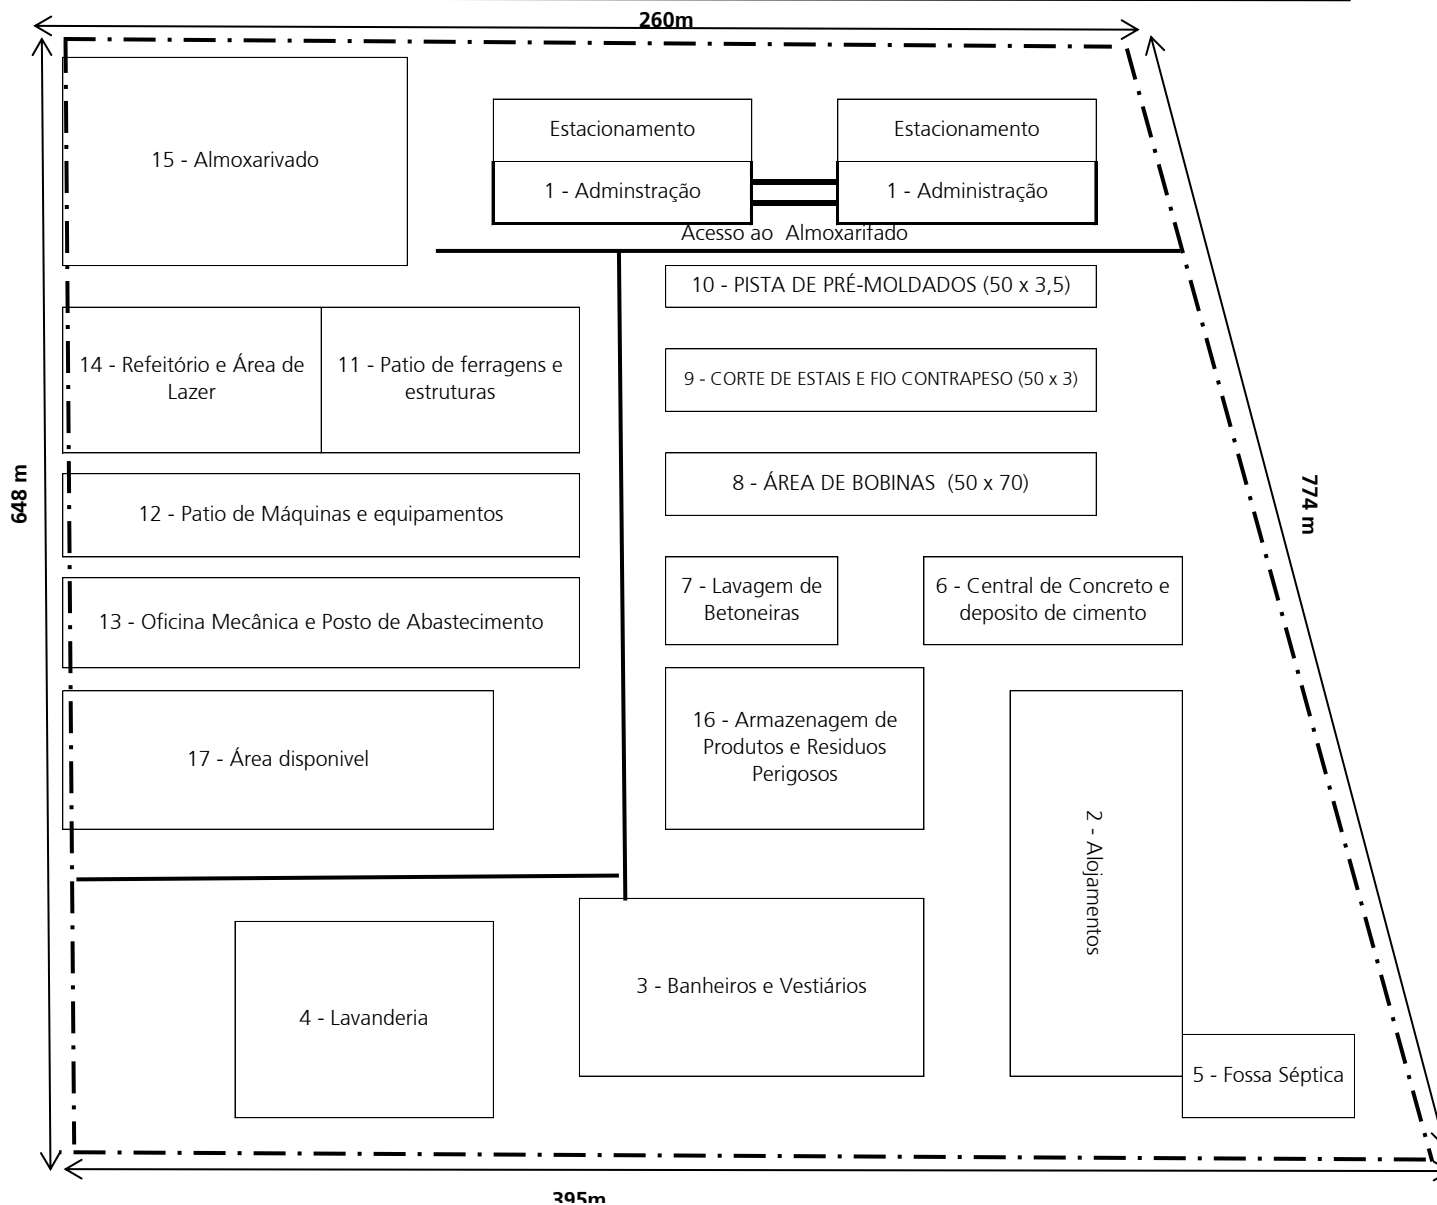 260m
Estacionamento
Estacionamento
15 - Almoxarivado
1 - Adminstração
1 - Administração
Acesso ao Almoxarifado
10 - PISTA DE PRÉ-MOLDADOS (50 x 3,5)
14 - Refeitório e Área de
Lazer
11 - Patio de ferragens e
estruturas
9 - CORTE DE ESTAIS E FIO CONTRAPESO (50 x 3)
648 m
8 - ÁREA DE BOBINAS (50 x 70)
774 m
12 - Patio de Máquinas e equipamentos
7 - Lavagem de
Betoneiras
6 - Central de Concreto e
deposito de cimento
13 - Oficina Mecânica e Posto de Abastecimento
16 - Armazenagem de
Produtos e Residuos
Perigosos
17 - Área disponivel
2 - Alojamentos
3 - Banheiros e Vestiários
4 - Lavanderia
5 - Fossa Séptica
395m